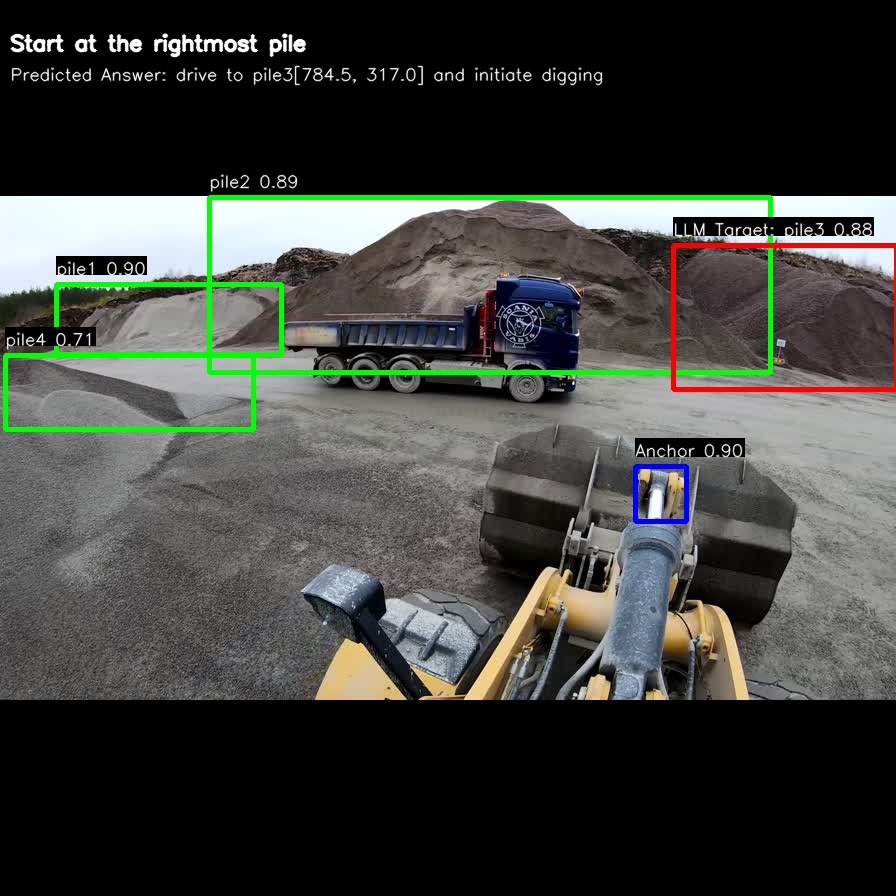 Start at the rightmost pile
Predicted Answer: drive to pile3[784.5, 317.0] and initiate digging
pile2 0.89
LLM Target: pile3 0.88
pile1 0.90
SCANIA
VABIS
pile4 0.71
Anchor 0.90